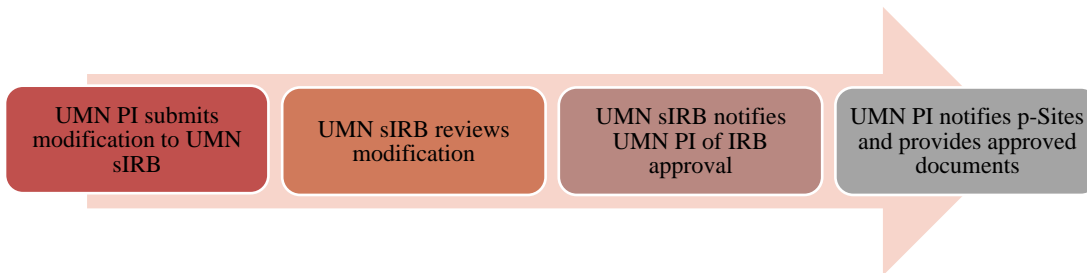 UMN PI submits
modification to UMN
sIRB
UMN sIRB reviews
modification
UMN sIRB notifies
UMN PI of IRB
approval
UMN PI notifies p-Sites
and provides approved
documents